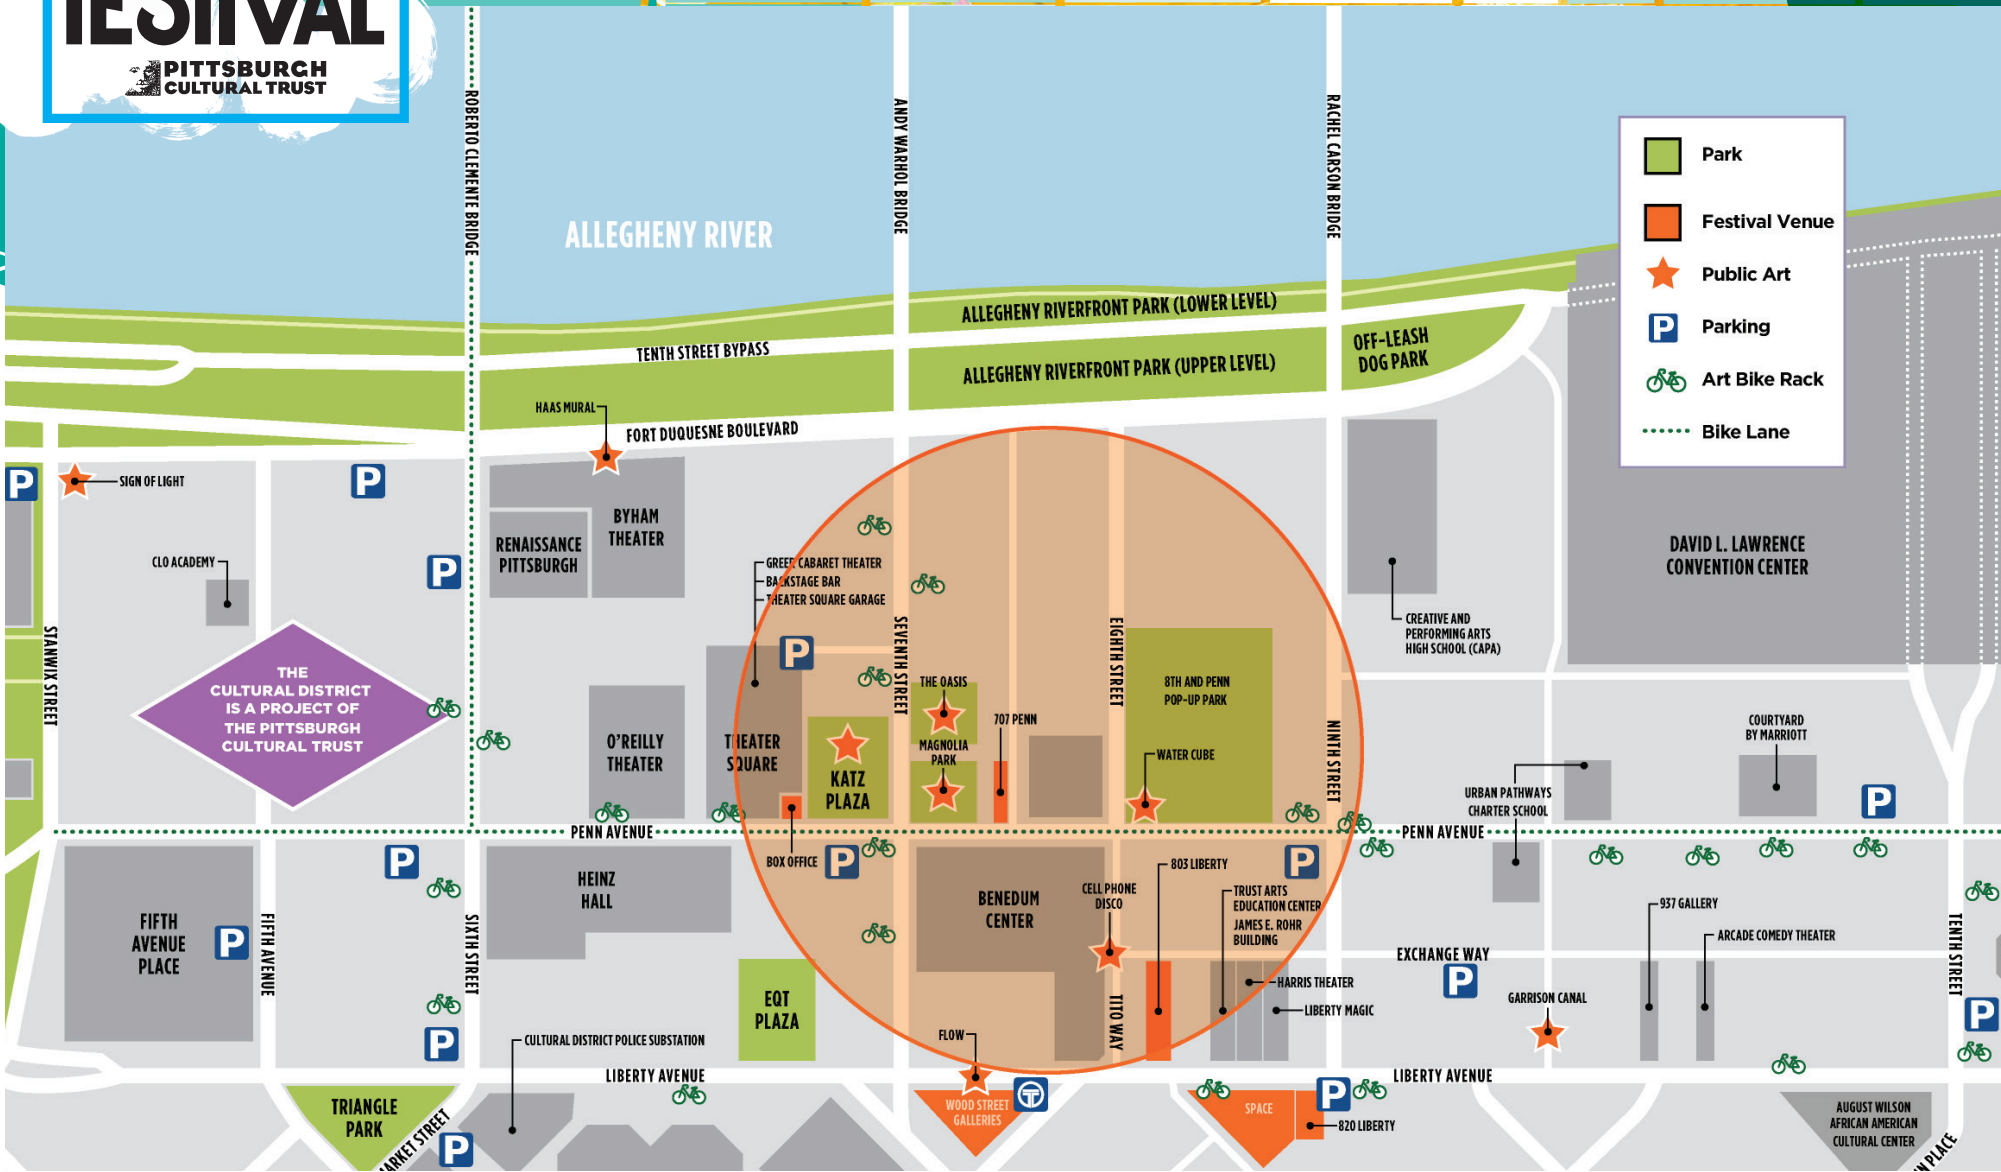 FESTIVAL
PITTSBURGH
CULTURAL TRUST
ROBERTO CLEMENTE BRIDGE
ANDY WARHOL BRIDGE
RACHEL CARSON BRIDGE
ALLEGHENY RIVER
Park
Festival Venue
Public Art
P Parking
Art Bike Rack
Bike Lane
ALLEGHENY RIVERFRONT PARK (LOWER LEVEL)
TENTH STREET BYPASS
ALLEGHENY RIVERFRONT PARK (UPPER LEVEL)
OFF-LEASH
DOG PARK
HAAS MURAL
FORT DUQUESNE BOULEVARD
P
SIGN OF LIGHT
P
BYHAM
THEATER
RENAISSANCE
PITTSBURGH
P
CLO ACADEMY
GREER CABARET THEATER
BACKSTAGE BAR
THEATER SQUARE GARAGE
DAVID L. LAWRENCE
CONVENTION CENTER
CREATIVE AND
PERFORMING ARTS
HIGH SCHOOL (CAPA)
STANWIX STREET
THE
CULTURAL DISTRICT
IS A PROJECT OF
THE PITTSBURGH
CULTURAL TRUST
P
SEVENTH STREET
EIGHTH STREET
THE OASIS
8TH AND PENN
POP-UP PARK
707 PENN
NINTH STREET
O'REILLY
THEATER
THEATER
SQUARE
KATZ
PLAZA
MAGNOLIA
PARK
WATER CUBE
COURTYARD
BY MARRIOTT
URBAN PATHWAYS
CHARTER SCHOOL
P
PENN AVENUE
PENN AVENUE
P
BOX OFFICE
P
P
HEINZ
HALL
BENEDUM
CENTER
CELL PHONE
DISCO
803 LIBERTY
TRUST ARTS
EDUCATION CENTER
JAMES E. ROHR
BUILDING
937 GALLERY
ARCADE COMEDY THEATER
FIFTH
AVENUE
PLACE
P
FIFTH AVENUE
SIXTH STREET
TENTH STREET
EXCHANGE WAY
P
HARRIS THEATER
LIBERTY MAGIC
GARRISON CANAL
EQT
PLAZA
TITO WAY
P
P
CULTURAL DISTRICT POLICE SUBSTATION
FLOW
LIBERTY AVENUE
LIBERTY AVENUE
TRIANGLE
PARK
MARKET STREET
P
WOOD STREET
GALLERIES
T
SPACE
P
820 LIBERTY
AUGUST WILSON
AFRICAN AMERICAN
CULTURAL CENTER